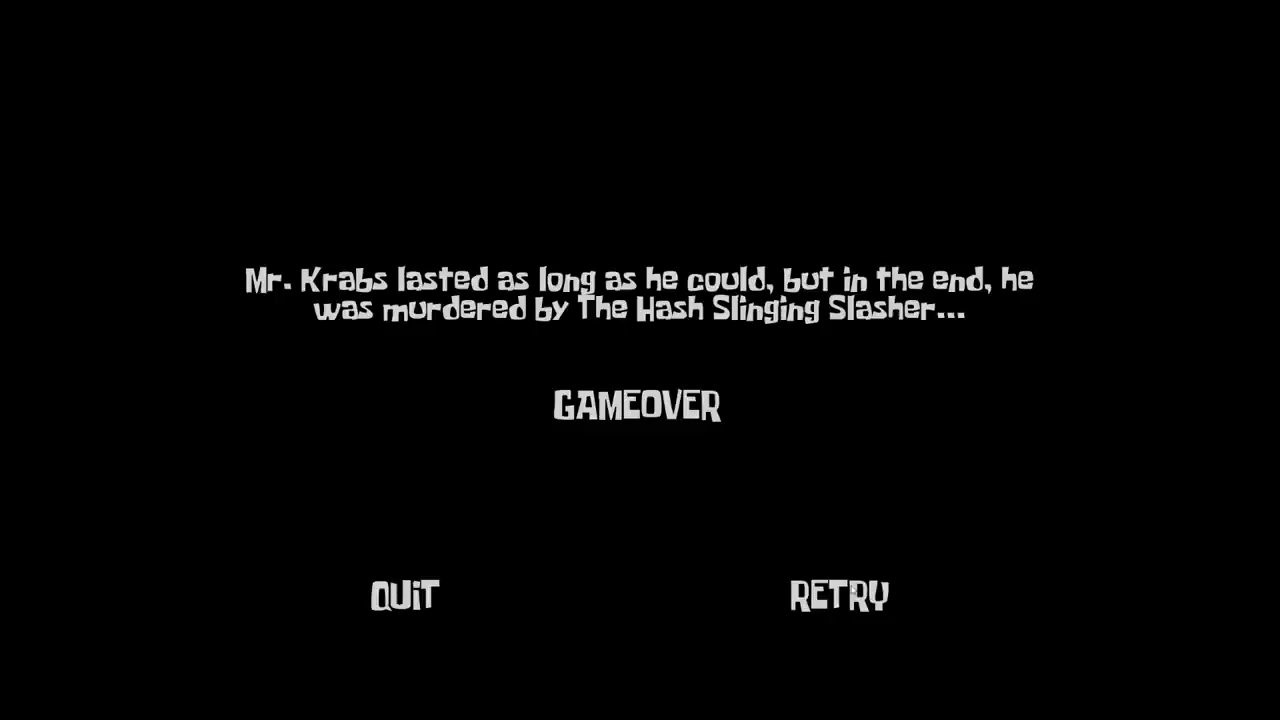 Mr. Krabs lasted as long as he could, but in the end, he
was murdered by The Hash Slinging Slasher...
GAMEOVER
QUiT
RETRY